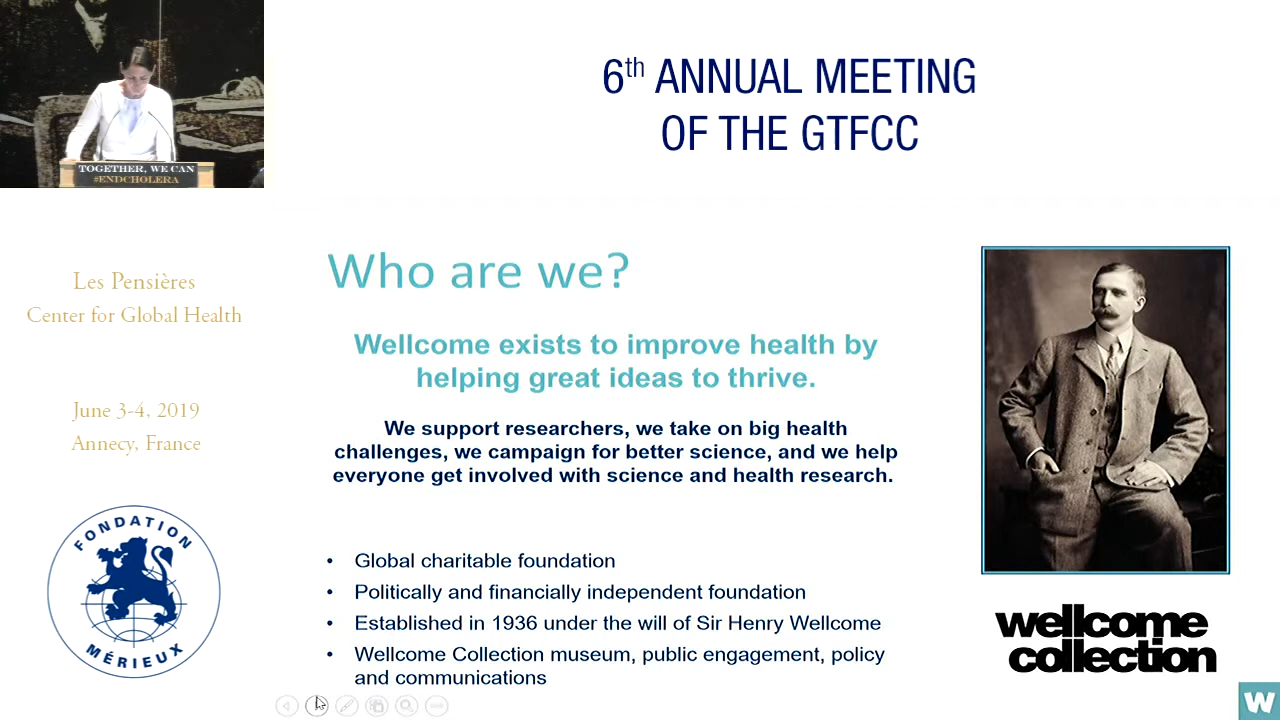 6th ANNUAL MEETING
OF THE GTFCC
TOGETHER, WE CAN
#ENDCHOLERA
Les Pensières
Center for Global Health
June 3-4, 2019
Annecy, France
FONDATION
MÉRIEUX
Who are we?
Wellcome exists to improve health by
helping great ideas to thrive.
We support researchers, we take on big health
challenges, we campaign for better science, and we help
everyone get involved with science and health research.
• Global charitable foundation
• Politically and financially independent foundation
• Established in 1936 under the will of Sir Henry Wellcome
• Wellcome Collection museum, public engagement, policy
and communications
wellcome
collection
W